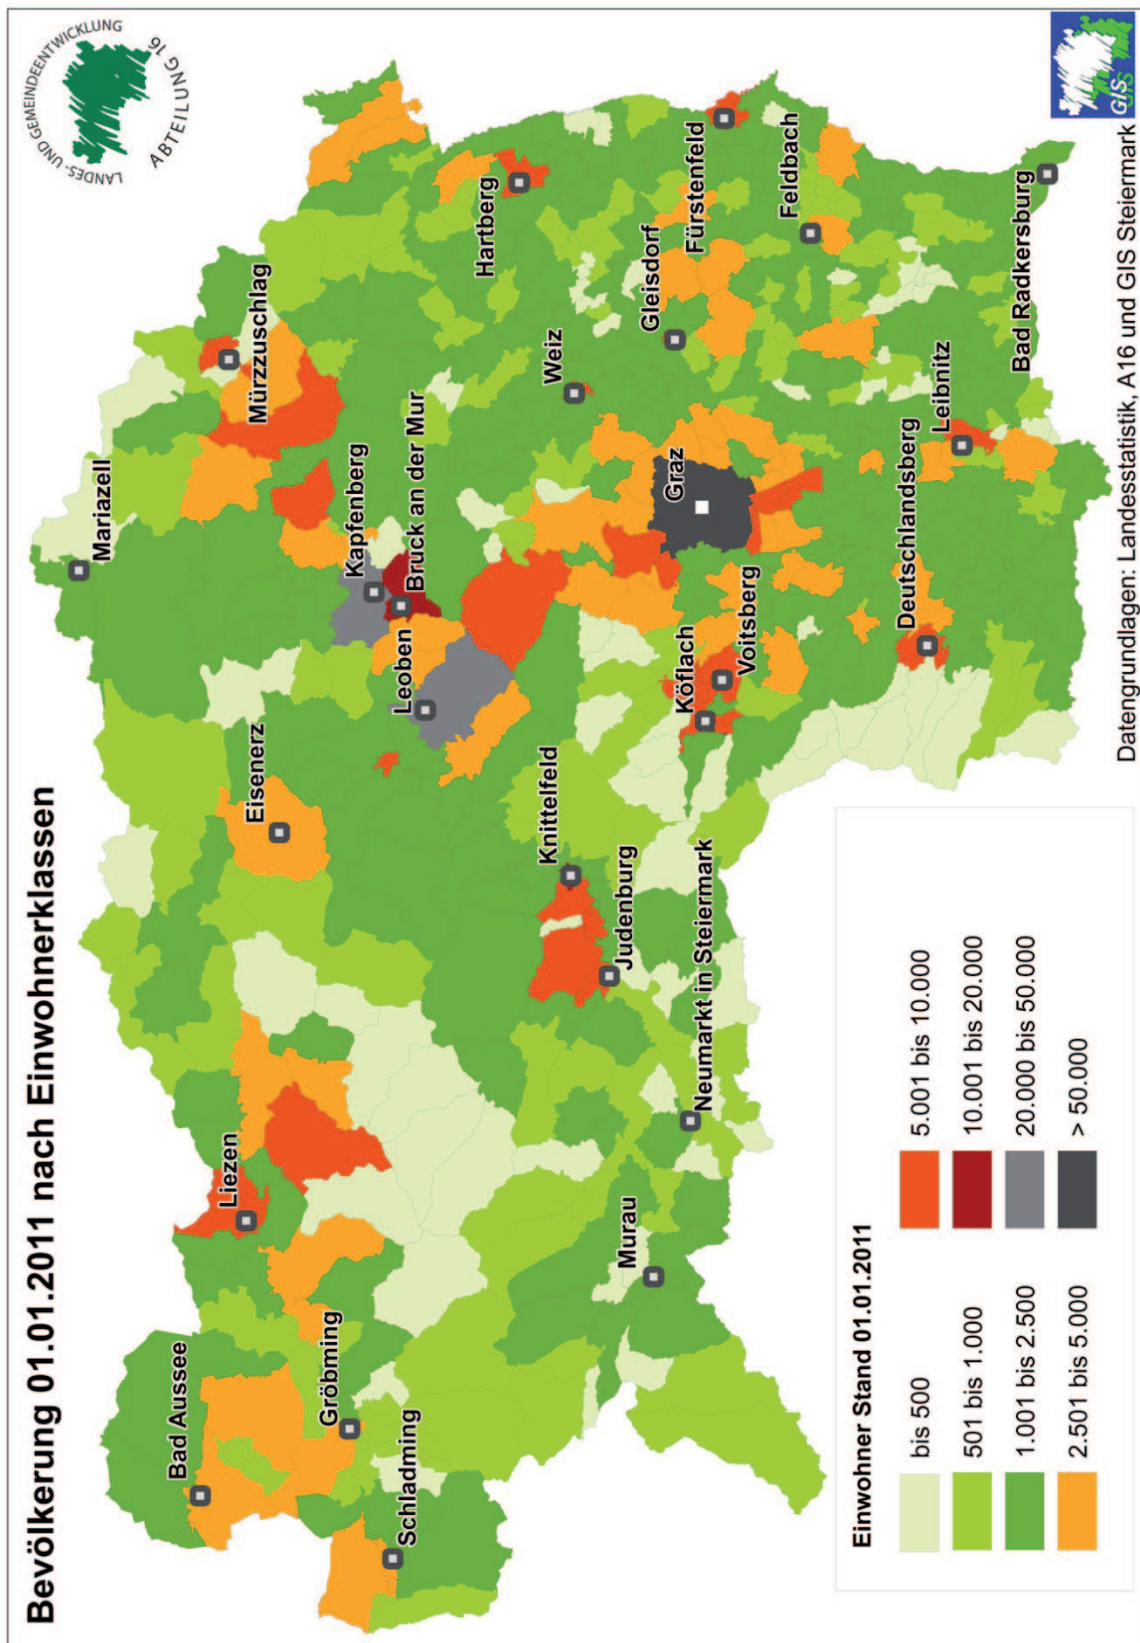 Bevölkerung 01.01.2011 nach Einwohnerklassen
LANDES- UND GEMEINDEENTWICKLUNG
ABTEILUNG 16
Mariazell
Bad Aussee
Liezen
Mürzzuschlag
Eisenerz
Gröbming
Kapfenberg
Schladming
Leoben
Bruck an der Mur
Hartberg
Weiz
Knittelfeld
Judenburg
Murau
Gleisdorf
Graz
Neumarkt in Steiermark
Köflach
Voitsberg
Fürstenfeld
Feldbach
Deutschlandsberg
Leibnitz
Bad Radkersburg
Einwohner Stand 01.01.2011
bis 500
501 bis 1.000
1.001 bis 2.500
2.501 bis 5.000
5.001 bis 10.000
10.001 bis 20.000
20.000 bis 50.000
> 50.000
GIS
Datengrundlagen: Landesstatistik, A16 und GIS Steiermark